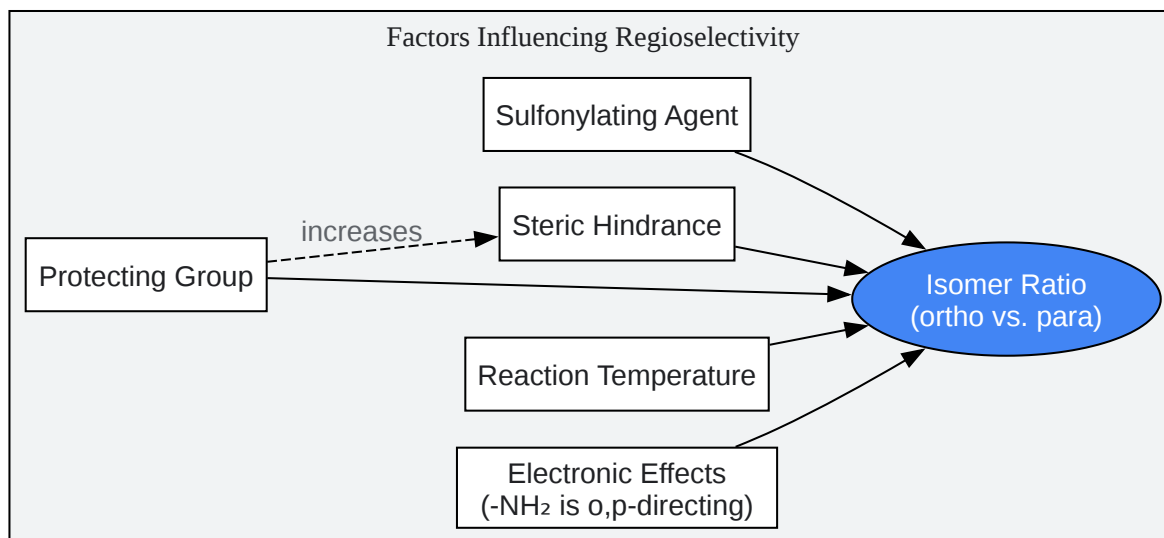 Factors Influencing Regioselectivity
Sulfonylating Agent
Steric Hindrance
increases
Protecting Group
Isomer Ratio
(ortho vs. para)
Reaction Temperature
Electronic Effects
(-NH₂ is o,p-directing)